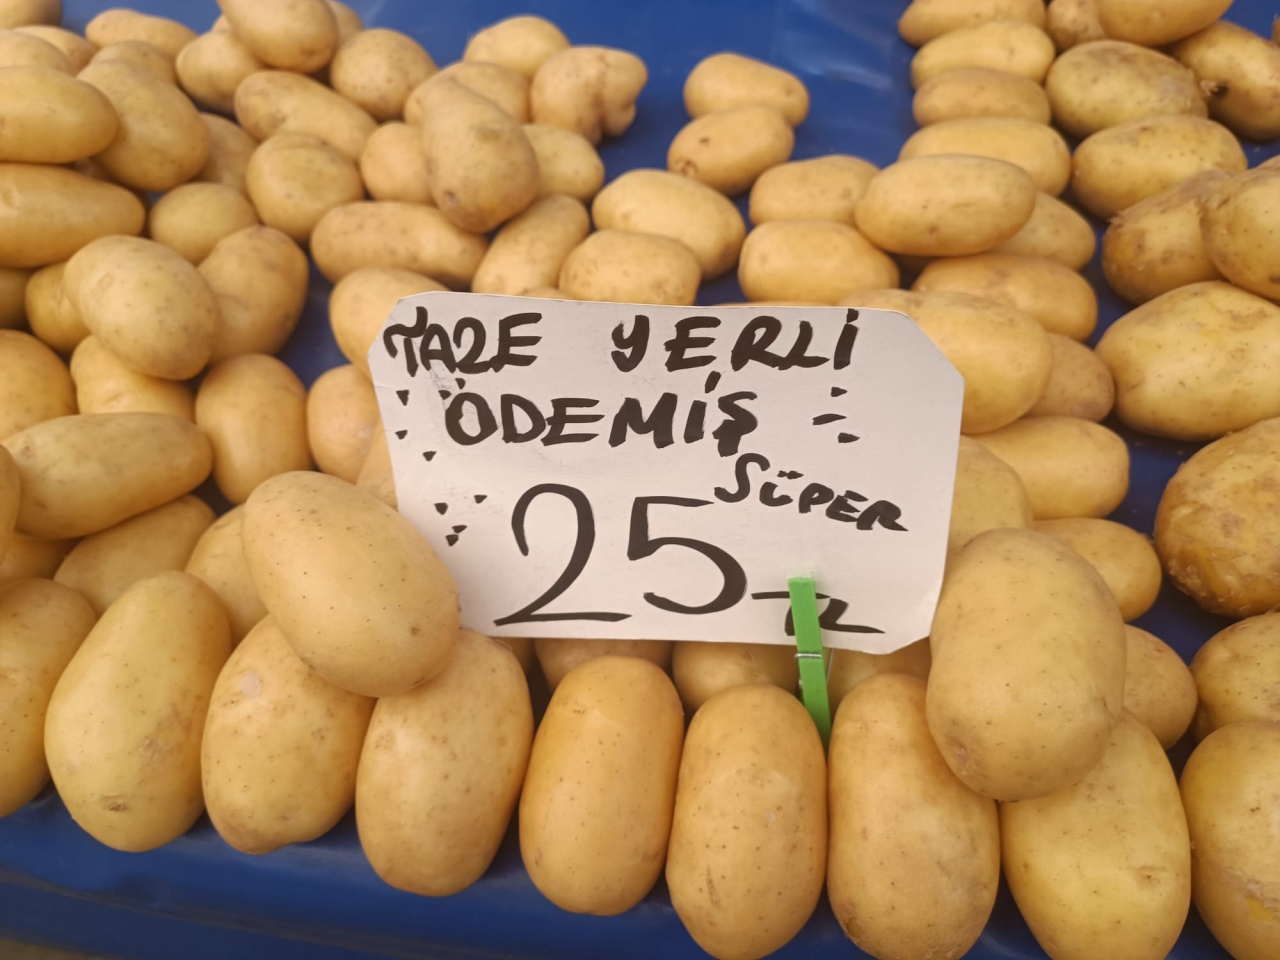 TAZE YERLİ
ÖDEMİŞ
SÜPER
25 TL